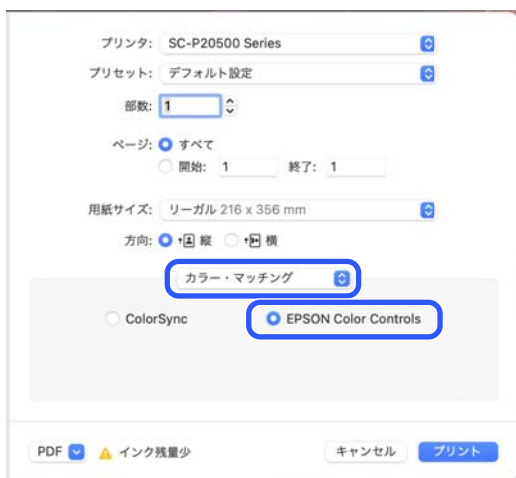 プリンタ: SC-P20500 Series
プリセット: デフォルト設定
部数: 1
ページ: すべて
開始: 1 終了: 1
用紙サイズ: リーガル 216 x 356 mm
方向: 縦 横
カラー・マッチング
ColorSync EPSON Color Controls
PDF インク残量少 キャンセル プリント